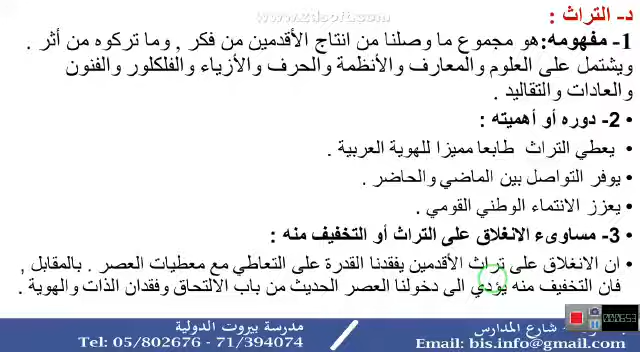 www.zdsoft.com
د- التراث :
1- مفهومه:هو مجموع ما وصلنا من انتاج الأقدمين من فكر , وما تركوه من أثر .
ويشتمل على العلوم والمعارف والأنظمة والحرف والأزياء والفلكلور والفنون
والعادات والتقاليد .
• 2- دوره أو أهميته :
• يعطي التراث طابعا مميزا للهوية العربية .
• يوفر التواصل بين الماضي والحاضر .
• يعزز الانتماء الوطني القومي .
• 3- مساوىء الانغلاق على التراث أو التخفيف منه :
• ان الانغلاق على تراث الأقدمين يفقدنا القدرة على التعاطي مع معطيات العصر . بالمقابل ,
فان التخفيف منه يؤدي الى دخولنا العصر الحديث من باب الالتحاق وفقدان الذات والهوية .
مدرسة بيروت الدولية
Tel: 05/802676 - 71/394074
شارع المدارس
Email: bis.info@gmail.com